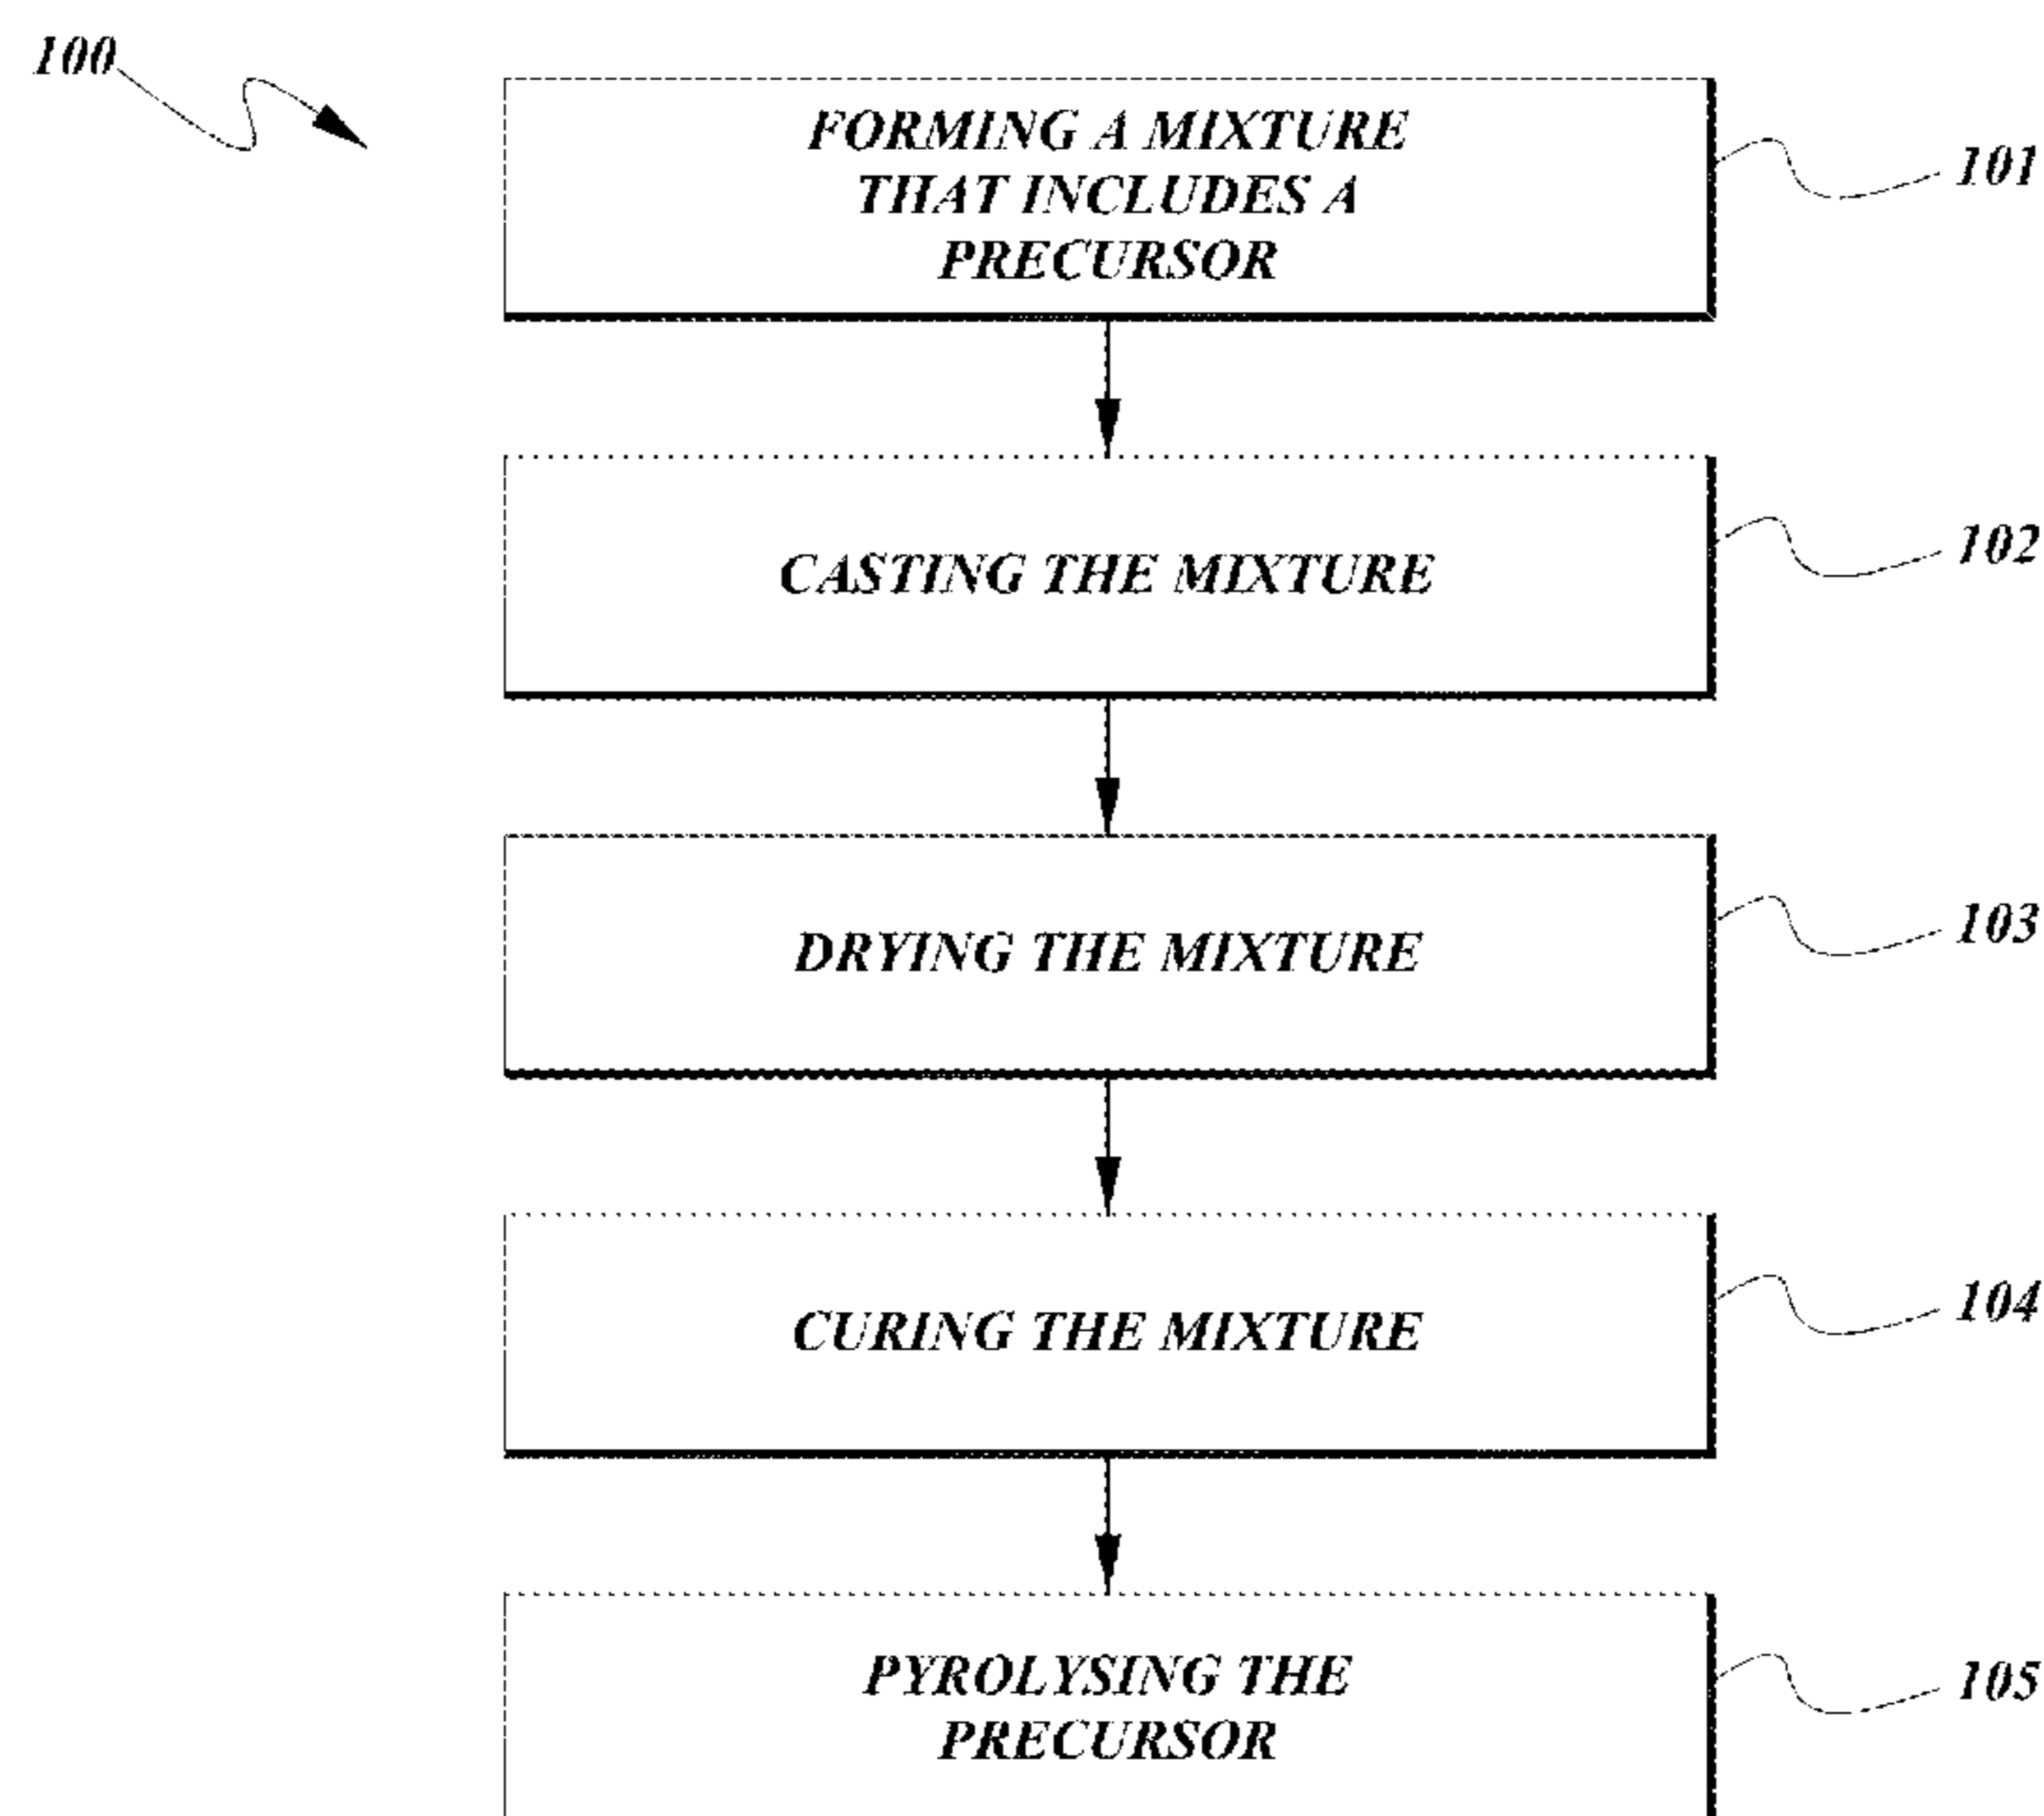 100
FORMING A MIXTURE
THAT INCLUDES A
PRECURSOR
101
CASTING THE MIXTURE
102
DRYING THE MIXTURE
103
CURING THE MIXTURE
104
PYROLYSING THE
PRECURSOR
105